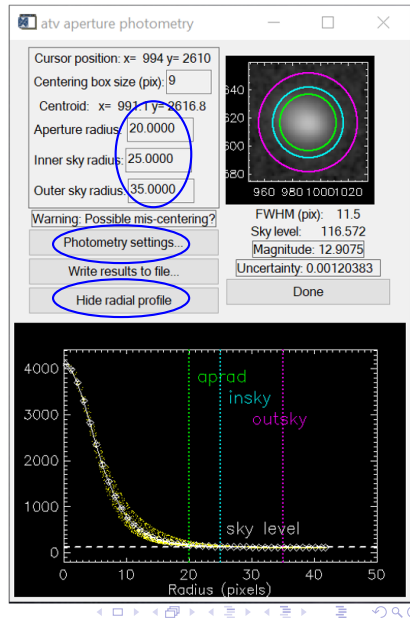 atv aperture photometry
Cursor position: x= 994 y= 2610
Centering box size (pix): 9
Centroid: x= 991.1 y= 2616.8
Aperture radius: 20.0000
Inner sky radius: 25.0000
Outer sky radius: 35.0000
Warning: Possible mis-centering?
Photometry settings...
Write results to file...
Hide radial profile
640
620
600
580
960 980 1000 1020
FWHM (pix): 11.5
Sky level: 116.572
Magnitude: 12.9075
Uncertainty: 0.00120383
Done
4000
3000
2000
1000
0
aprad
insky
outsky
sky level
0 10 20 30 40 50
Radius (pixels)